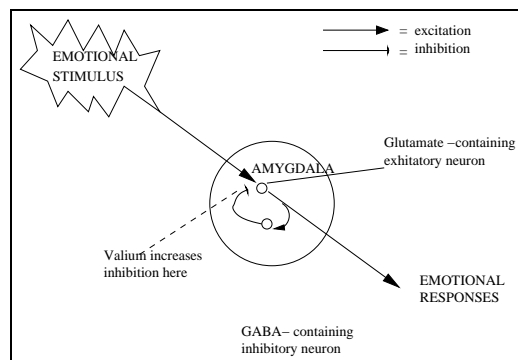 = excitation
= inhibition
EMOTIONAL
STIMULUS
Glutamate –containing
exhitatory neuron
AMYGDALA
Valium increases
inhibition here
EMOTIONAL
RESPONSES
GABA– containing
inhibitory neuron